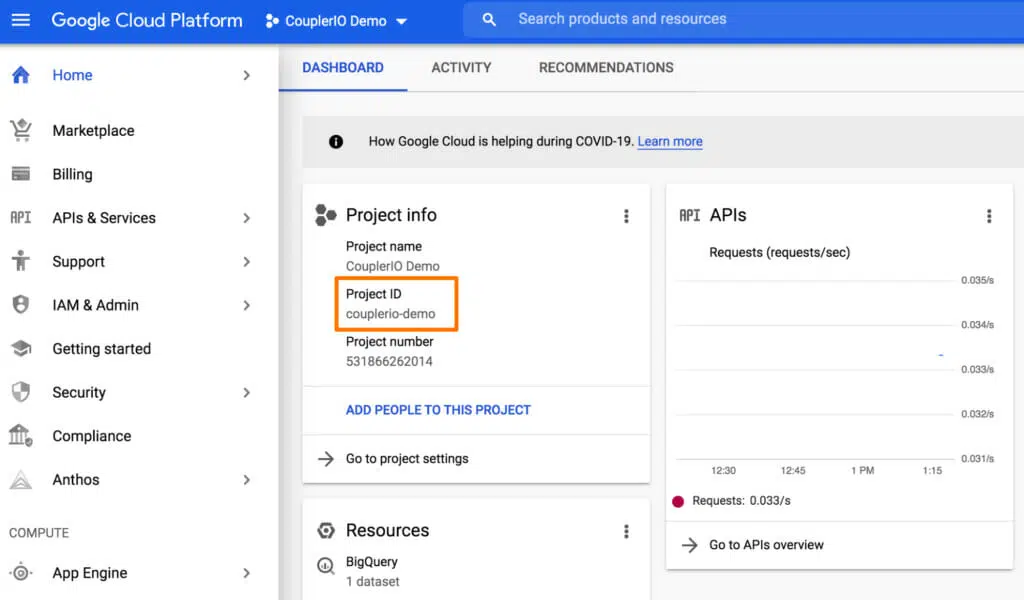 Google Cloud Platform
CouplerIO Demo
Search products and resources
Home
Marketplace
Billing
API
APIs & Services
Support
IAM & Admin
Getting started
Security
Compliance
Anthos
COMPUTE
App Engine
DASHBOARD
ACTIVITY
RECOMMENDATIONS
How Google Cloud is helping during COVID-19. Learn more
Project info
Project name
CouplerIO Demo
Project ID
couplerio-demo
Project number
531866262014
ADD PEOPLE TO THIS PROJECT
Go to project settings
Resources
BigQuery
1 dataset
API APIs
Requests (requests/sec)
0.035/s
0.034/s
0.033/s
0.032/s
0.031/s
12:30 12:45 1 PM 1:15
Requests: 0.033/s
Go to APIs overview